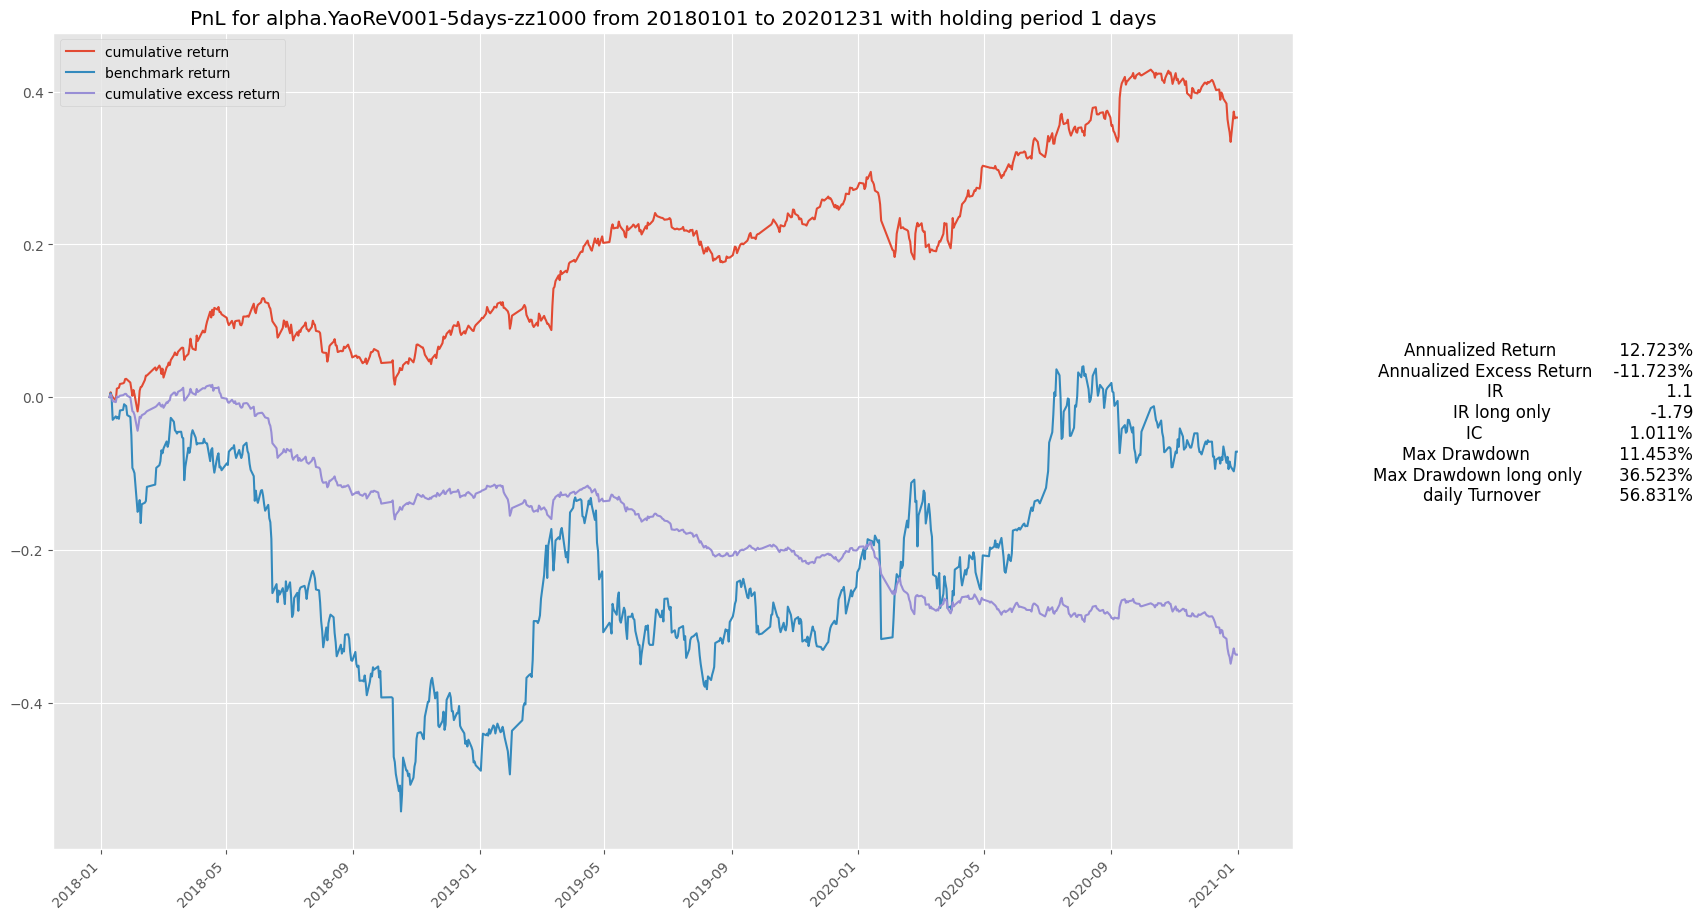 PnL for alpha.YaoReV001-5days-zz1000 from 20180101 to 20201231 with holding period 1 days
cumulative return
benchmark return
cumulative excess return
0.4
0.2
0.0
−0.2
−0.4
2018-01
2018-05
2018-09
2019-01
2019-05
2019-09
2020-01
2020-05
2020-09
2021-01
Annualized Return 12.723%
Annualized Excess Return -11.723%
IR 1.1
IR long only -1.79
IC 1.011%
Max Drawdown 11.453%
Max Drawdown long only 36.523%
daily Turnover 56.831%